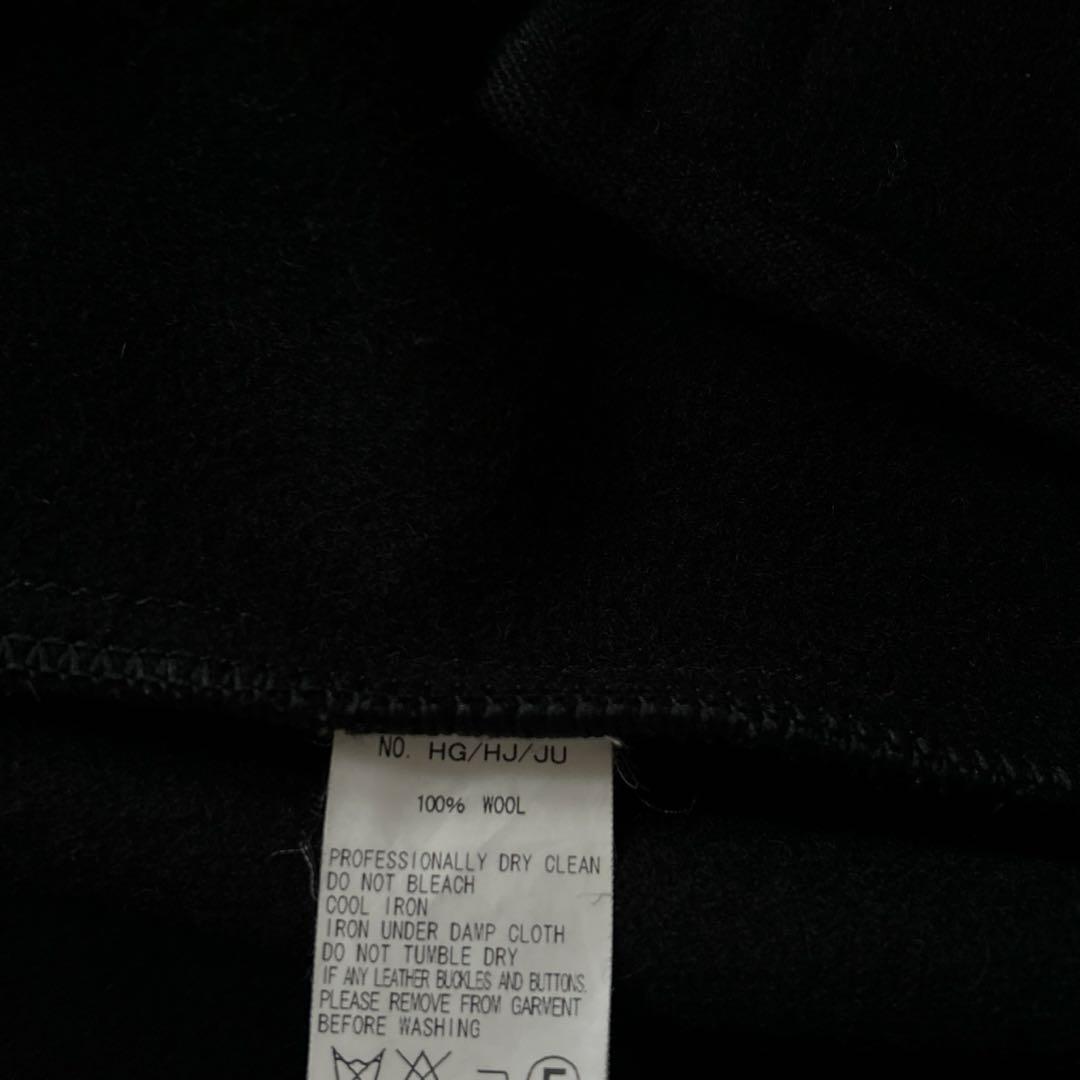 NO. HG/HJ/JU
100% WOOL
PROFESSIONALLY DRY CLEAN
DO NOT BLEACH
COOL IRON
IRON UNDER DAMP CLOTH
DO NOT TUMBLE DRY
IF ANY LEATHER BUCKLES AND BUTTONS.
PLEASE REMOVE FROM GARMENT
BEFORE WASHING